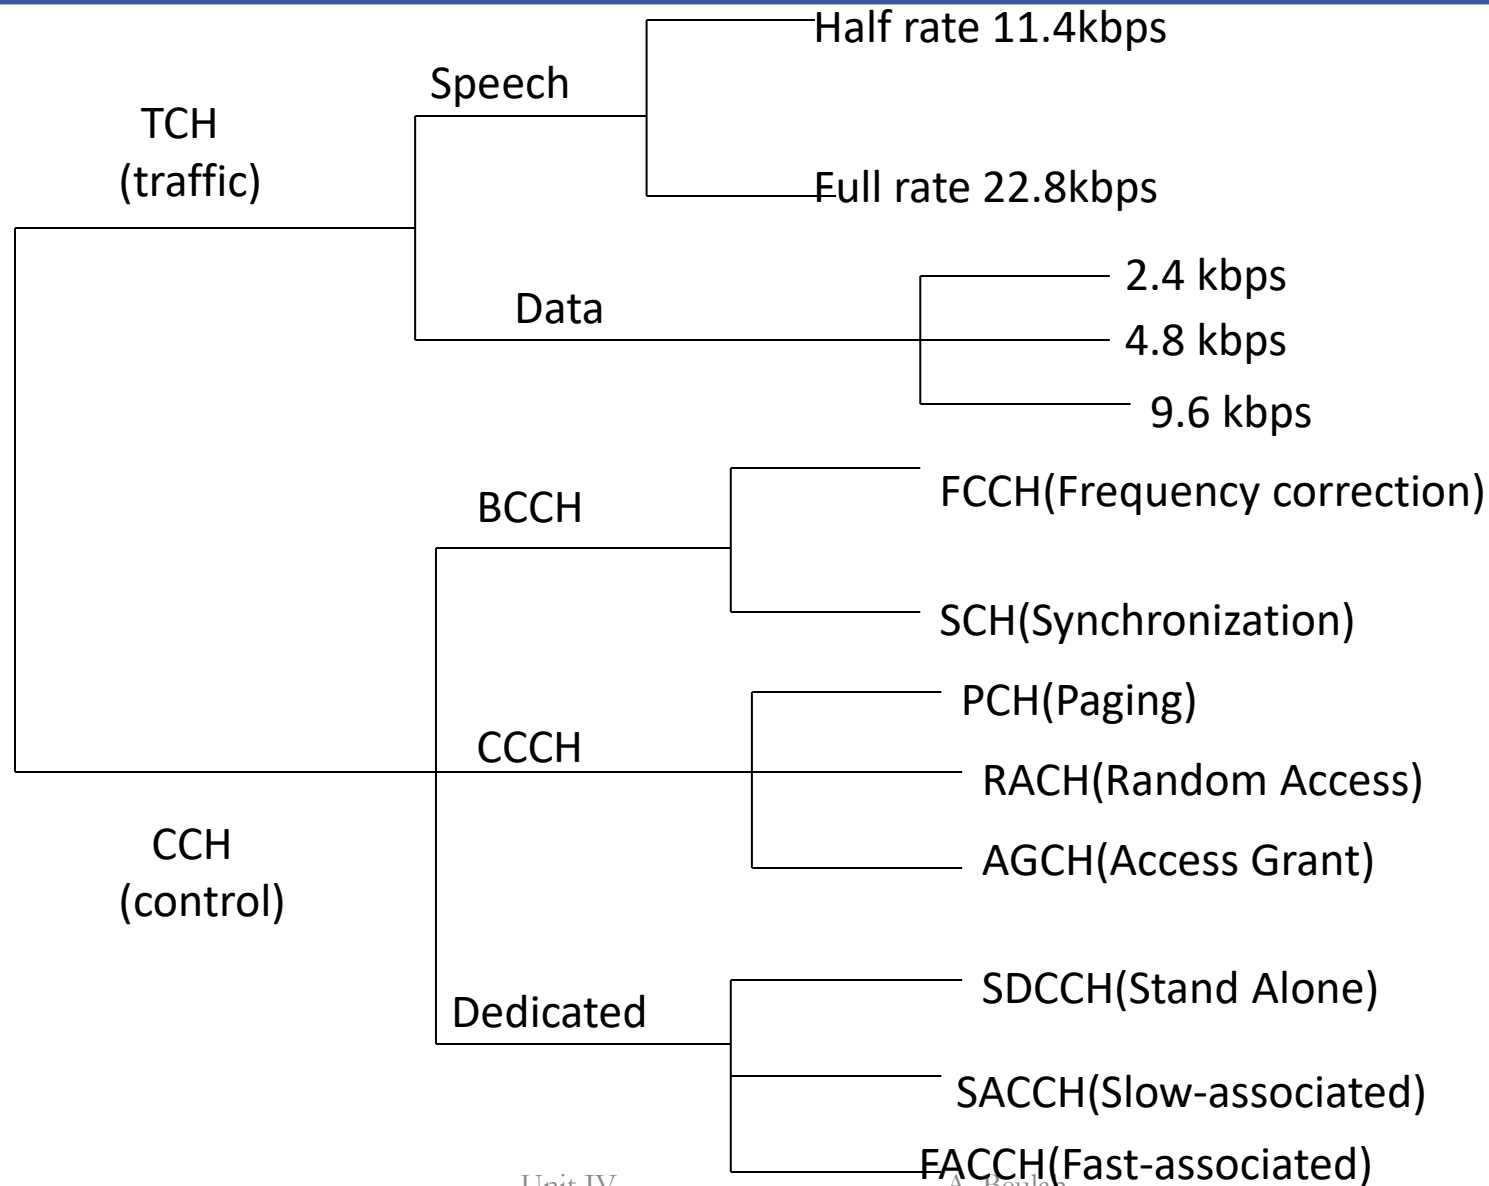 Half rate 11.4kbps
Speech
TCH
(traffic)
Full rate 22.8kbps
2.4 kbps
Data
4.8 kbps
9.6 kbps
FCCH(Frequency correction)
BCCH
SCH(Synchronization)
PCH(Paging)
CCCH
RACH(Random Access)
CCH
(control)
AGCH(Access Grant)
SDCCH(Stand Alone)
Dedicated
SACCH(Slow-associated)
FACCH(Fast-associated)
Unit IV